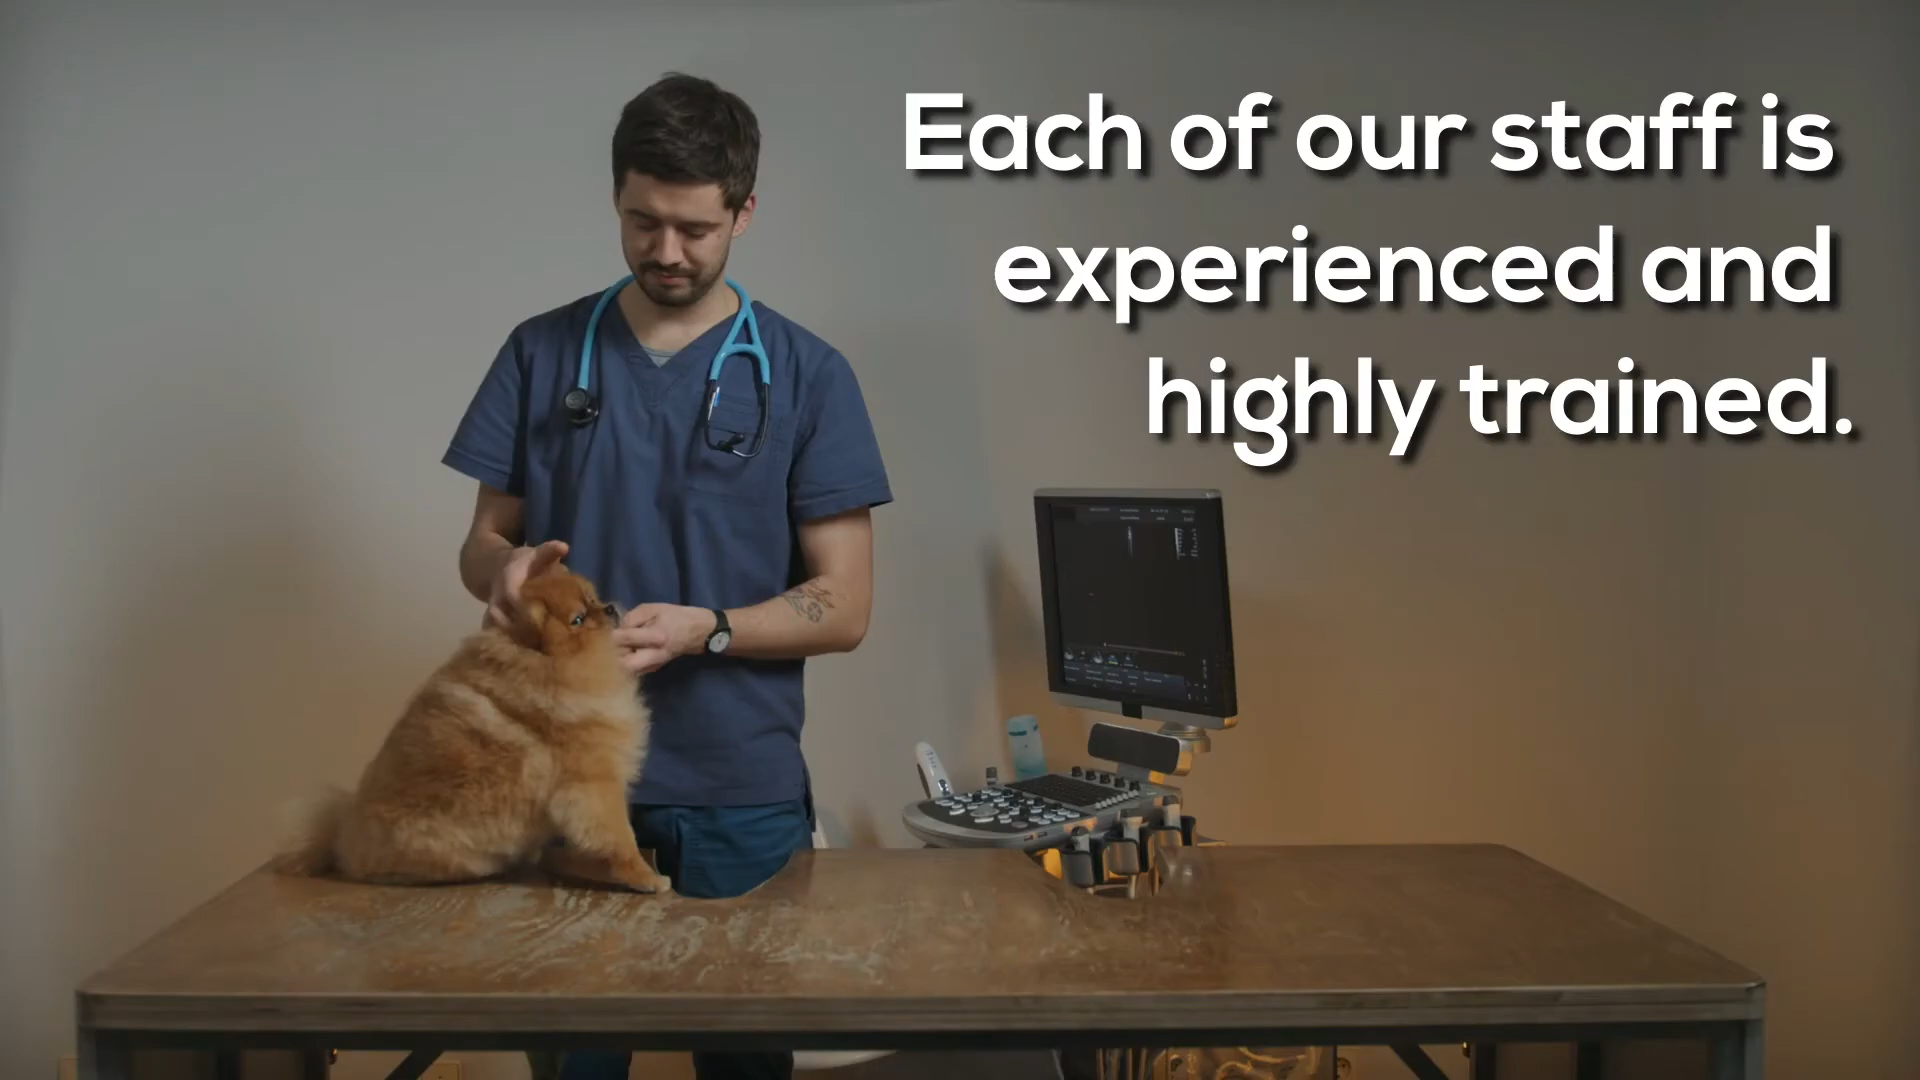 Each of our staff is
experienced and
highly trained.